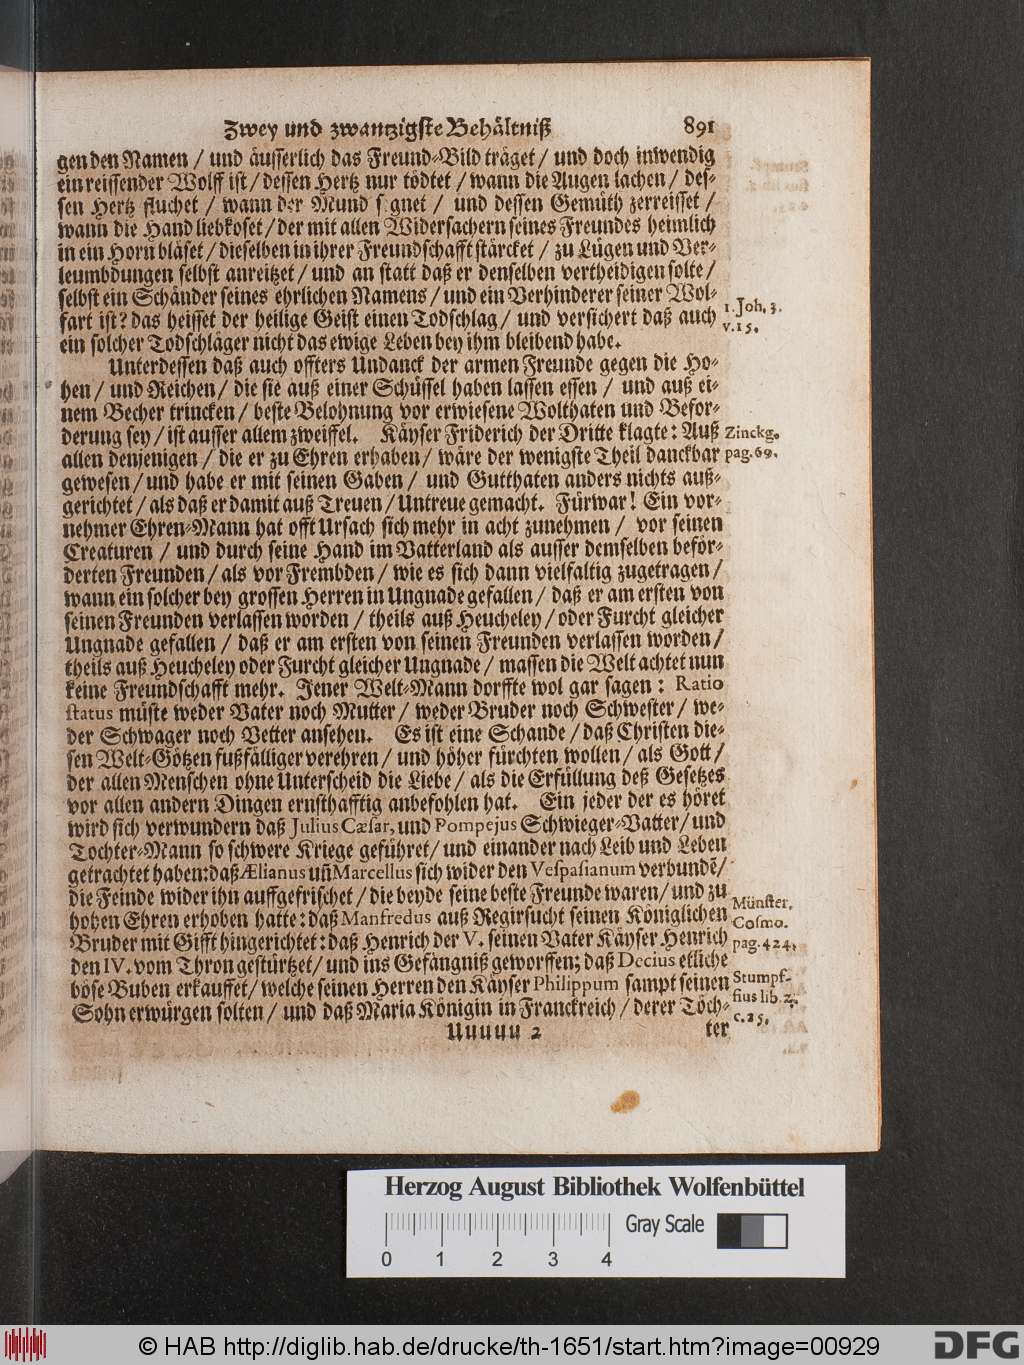 Zwey und zwantzigste Behältniß 891
gen den Namen / und äusserlich das Freund-Bild träget / und doch inwendig
ein reissender Wolff ist / dessen Hertz nur tödtet / wann die Augen lachen / des-
sen Hertz fluchet / wann der Mund segnet / und dessen Gemüth zerreisset /
wann die Hand liebkoset / der mit allen Widersachern seines Freundes heimlich
in ein Horn bläset / dieselben in ihrer Freundschafft stärcket / zu Lügen und Ver-
leumbdungen selbst anreitzet / und an statt daß er denselben vertheidigen solte /
selbst ein Schänder seines ehrlichen Namens / und ein Verhinderer seiner Wol-
fart ist? das heisset der heilige Geist einen Todschlag / und versichert daß auch
ein solcher Todschläger nicht das ewige Leben bey ihm bleibend habe.
1. Joh. 3.
v. 15.
Unterdessen daß auch offters Undanck der armen Freunde gegen die Ho-
hen / und Reichen / die sie auß einer Schüssel haben lassen essen / und auß ei-
nem Becher trincken / beste Belohnung vor erwiesene Wolthaten und Befor-
derung sey / ist ausser allem zweiffel. Käyser Friderich der Dritte klagte: Auß
allen denjenigen / die er zu Ehren erhaben / wäre der wenigste Theil danckbar
gewesen / und habe er mit seinen Gaben / und Gutthaten anders nichts auß-
gerichtet / als daß er damit auß Treuen / Untreue gemacht. Fürwar! Ein vor-
nehmer Ehren-Mann hat offt Ursach sich mehr in acht zunehmen / vor seinen
Creaturen / und durch seine Hand im Vatterland als ausser demselben beför-
derten Freunden / als vor Frembden / wie es sich dann vielfaltig zugetragen /
wann ein solcher bey grossen Herren in Ungnade gefallen / daß er am ersten von
seinen Freunden verlassen worden / theils auß Heucheley / oder Furcht gleicher
Ungnade gefallen / daß er am ersten von seinen Freunden verlassen worden /
theils auß Heucheley oder Furcht gleicher Ungnade / massen die Welt achtet nun
keine Freundschafft mehr. Jener Welt-Mann dorffte wol gar sagen: Ratio
status müste weder Vater noch Mutter / weder Bruder noch Schwester / we-
der Schwager noch Vetter ansehen. Es ist eine Schande / daß Christen die-
sen Welt-Götzen fußfälliger verehren / und höher fürchten wollen / als Gott /
der allen Menschen ohne Unterscheid die Liebe / als die Erfüllung deß Gesetzes
vor allen andern Dingen ernsthafftig anbefohlen hat. Ein jeder der es höret
wird sich verwundern daß Julius Cæsar, und Pompejus Schwieger-Vatter / und
Tochter-Mann so schwere Kriege geführet / und einander nach Leib und Leben
getrachtet haben: daß Ælianus uñ Marcellus sich wider den Vespasianum verbundẽ /
die Feinde wider ihn auffgefrischet / die beyde seine beste Freunde waren / und zu
hohen Ehren erhoben hatte: daß Manfredus auß Regirsucht seinen Königlichen
Bruder mit Gifft hingerichtet: daß Henrich der V. seinen Vater Käyser Henrich
den IV. vom Thron gestürtzet / und ins Gefängniß geworffen; daß Decius etliche
böse Buben erkauffet / welche seinen Herren den Käyser Philippum sampt seinen
Sohn erwürgen solten / und daß Maria Königin in Franckreich / derer Töch-
Uuuuu 2 ter
Zinckg.
pag. 69.
Münster.
Cosmo.
pag. 424.
Stumpf-
fius lib. 2.
c. 25.
Herzog August Bibliothek Wolfenbüttel
0 1 2 3 4 Gray Scale
© HAB http://diglib.hab.de/drucke/th-1651/start.htm?image=00929
DFG